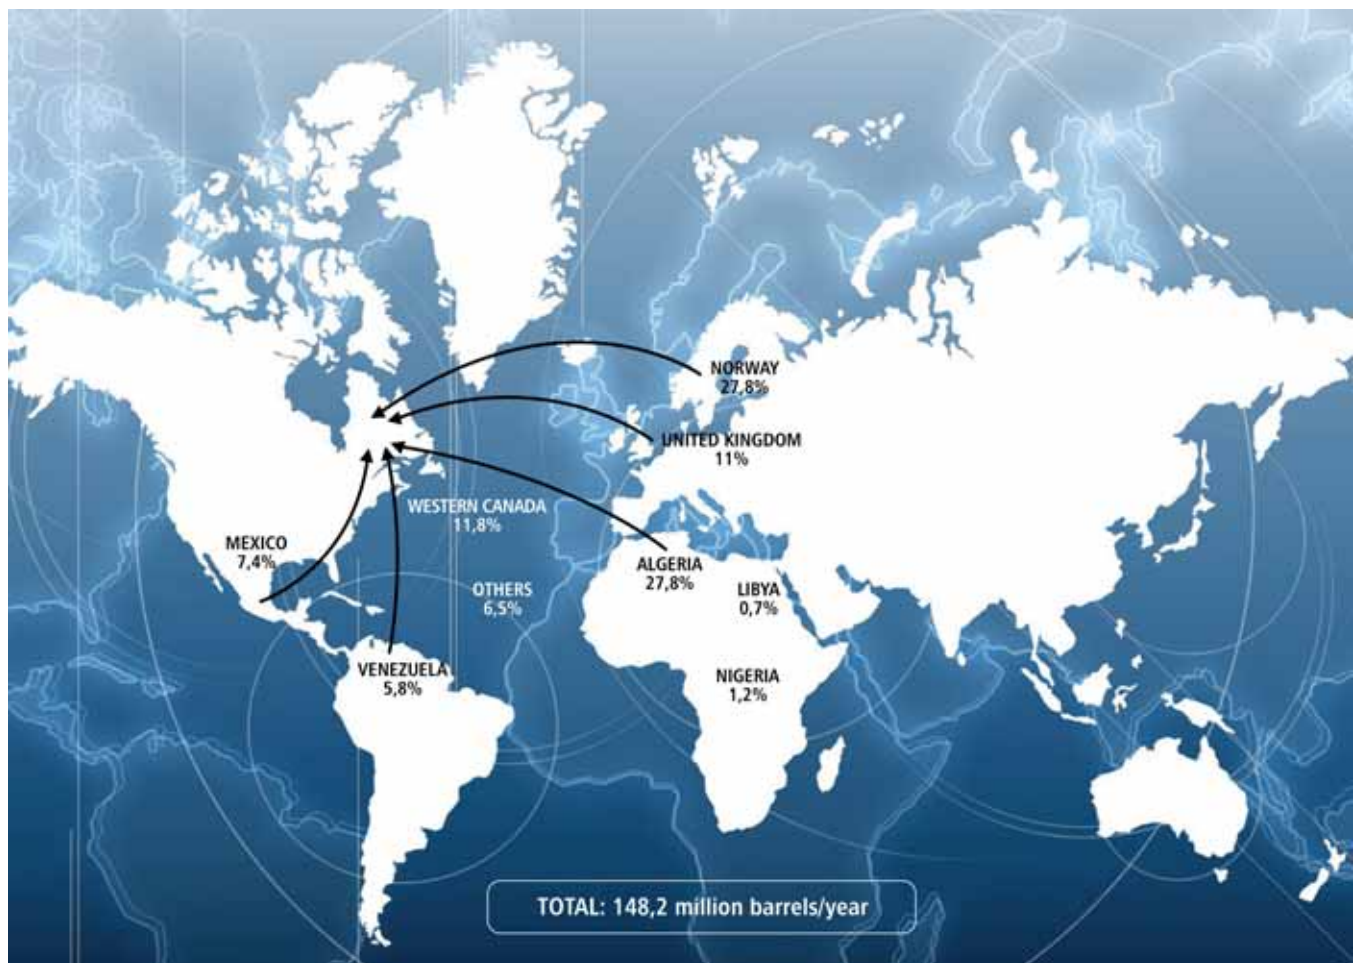 NORWAY
27,8%
UNITED KINGDOM
11%
WESTERN CANADA
11,8%
MEXICO
7,4%
ALGERIA
27,8%
LIBYA
0,7%
OTHERS
6,5%
VENEZUELA
5,8%
NIGERIA
1,2%
TOTAL: 148,2 million barrels/year